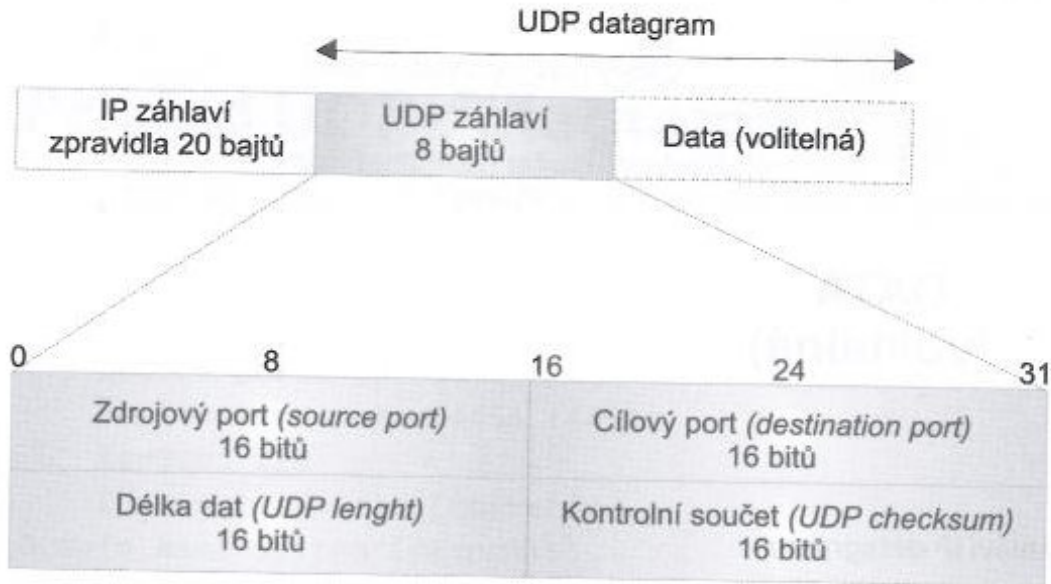 UDP datagram
IP záhlaví
zpravidla 20 bajtů
UDP záhlaví
8 bajtů
Data (volitelná)
0
8
16
24
31
Zdrojový port (source port)
16 bitů
Cílový port (destination port)
16 bitů
Délka dat (UDP lenght)
16 bitů
Kontrolní součet (UDP checksum)
16 bitů